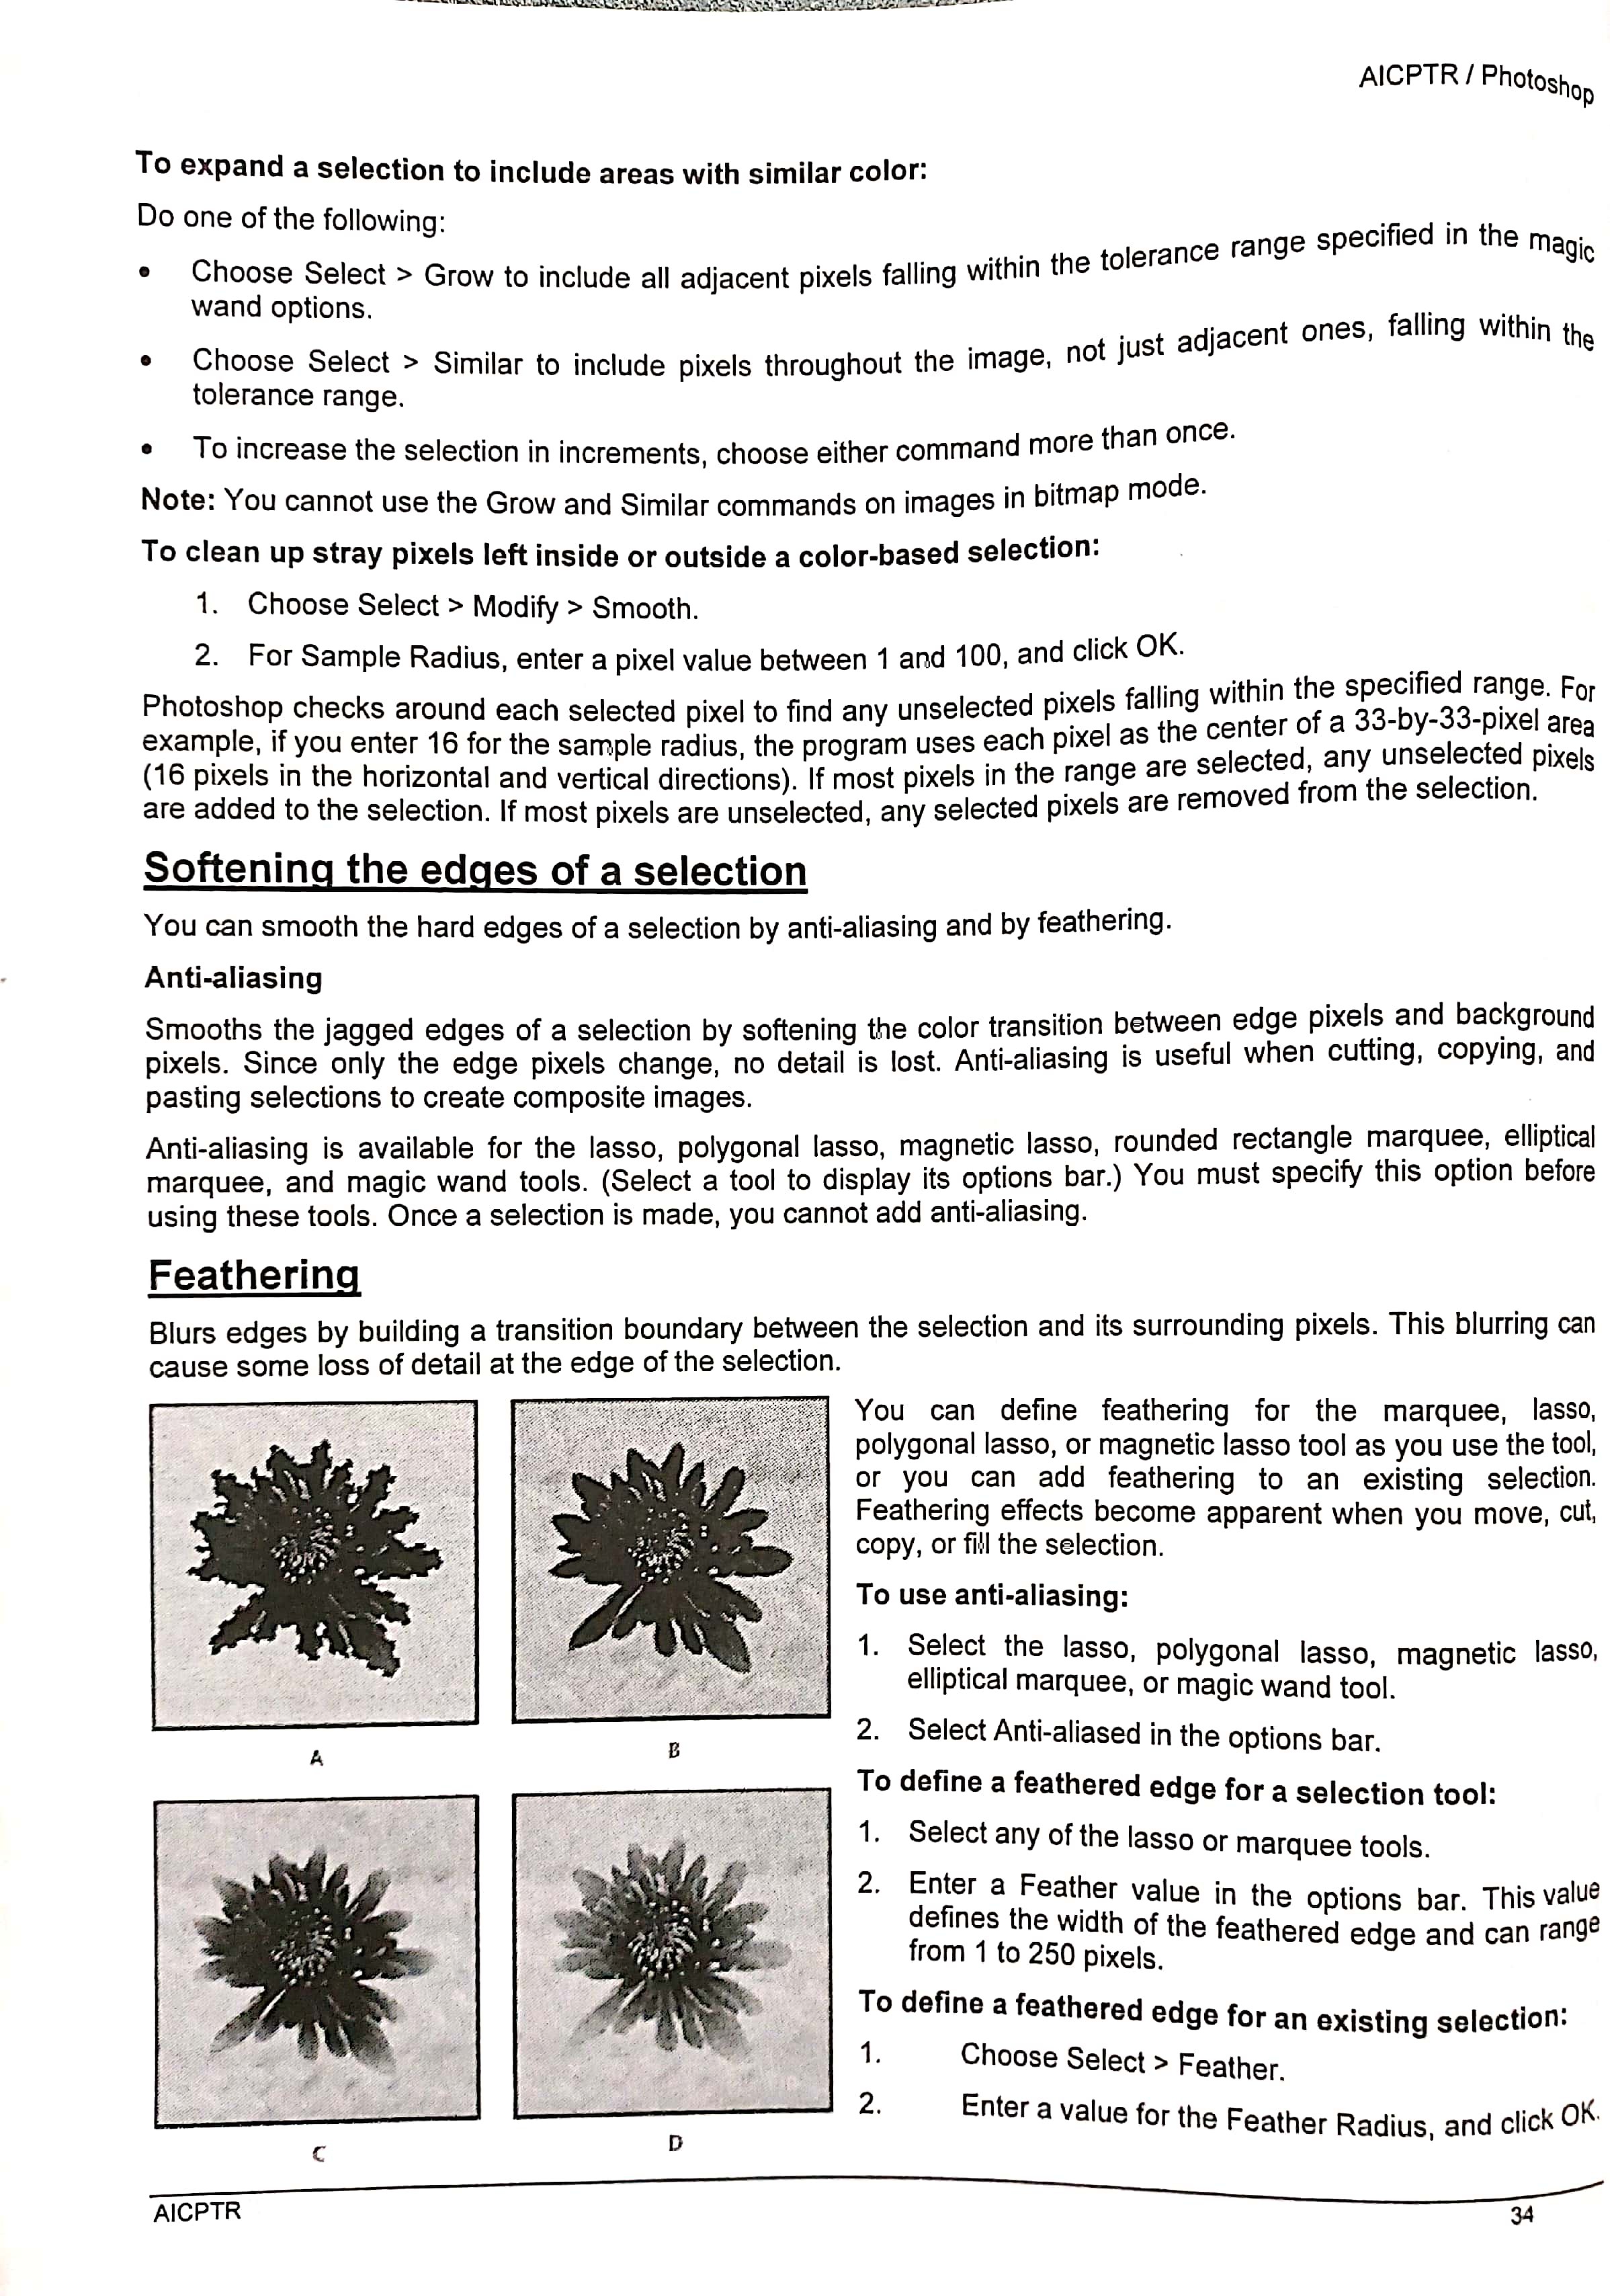 AICPTR / Photoshop
To expand a selection to include areas with similar color:
Do one of the following:
• Choose Select > Grow to include all adjacent pixels falling within the tolerance range specified in the magic
wand options.
• Choose Select > Similar to include pixels throughout the image, not just adjacent ones, falling within the
tolerance range.
• To increase the selection in increments, choose either command more than once.
Note: You cannot use the Grow and Similar commands on images in bitmap mode.
To clean up stray pixels left inside or outside a color-based selection:
1. Choose Select > Modify > Smooth.
2. For Sample Radius, enter a pixel value between 1 and 100, and click OK.
Photoshop checks around each selected pixel to find any unselected pixels falling within the specified range. For
example, if you enter 16 for the sample radius, the program uses each pixel as the center of a 33-by-33-pixel area
(16 pixels in the horizontal and vertical directions). If most pixels in the range are selected, any unselected pixels
are added to the selection. If most pixels are unselected, any selected pixels are removed from the selection.
Softening the edges of a selection
You can smooth the hard edges of a selection by anti-aliasing and by feathering.
Anti-aliasing
Smooths the jagged edges of a selection by softening the color transition between edge pixels and background
pixels. Since only the edge pixels change, no detail is lost. Anti-aliasing is useful when cutting, copying, and
pasting selections to create composite images.
Anti-aliasing is available for the lasso, polygonal lasso, magnetic lasso, rounded rectangle marquee, elliptical
marquee, and magic wand tools. (Select a tool to display its options bar.) You must specify this option before
using these tools. Once a selection is made, you cannot add anti-aliasing.
Feathering
Blurs edges by building a transition boundary between the selection and its surrounding pixels. This blurring can
cause some loss of detail at the edge of the selection.
A
B
C
D
You can define feathering for the marquee, lasso,
polygonal lasso, or magnetic lasso tool as you use the tool,
or you can add feathering to an existing selection.
Feathering effects become apparent when you move, cut,
copy, or fill the selection.
To use anti-aliasing:
1. Select the lasso, polygonal lasso, magnetic lasso,
elliptical marquee, or magic wand tool.
2. Select Anti-aliased in the options bar.
To define a feathered edge for a selection tool:
1. Select any of the lasso or marquee tools.
2. Enter a Feather value in the options bar. This value
defines the width of the feathered edge and can range
from 1 to 250 pixels.
To define a feathered edge for an existing selection:
1. Choose Select > Feather.
2. Enter a value for the Feather Radius, and click OK.
AICPTR
34